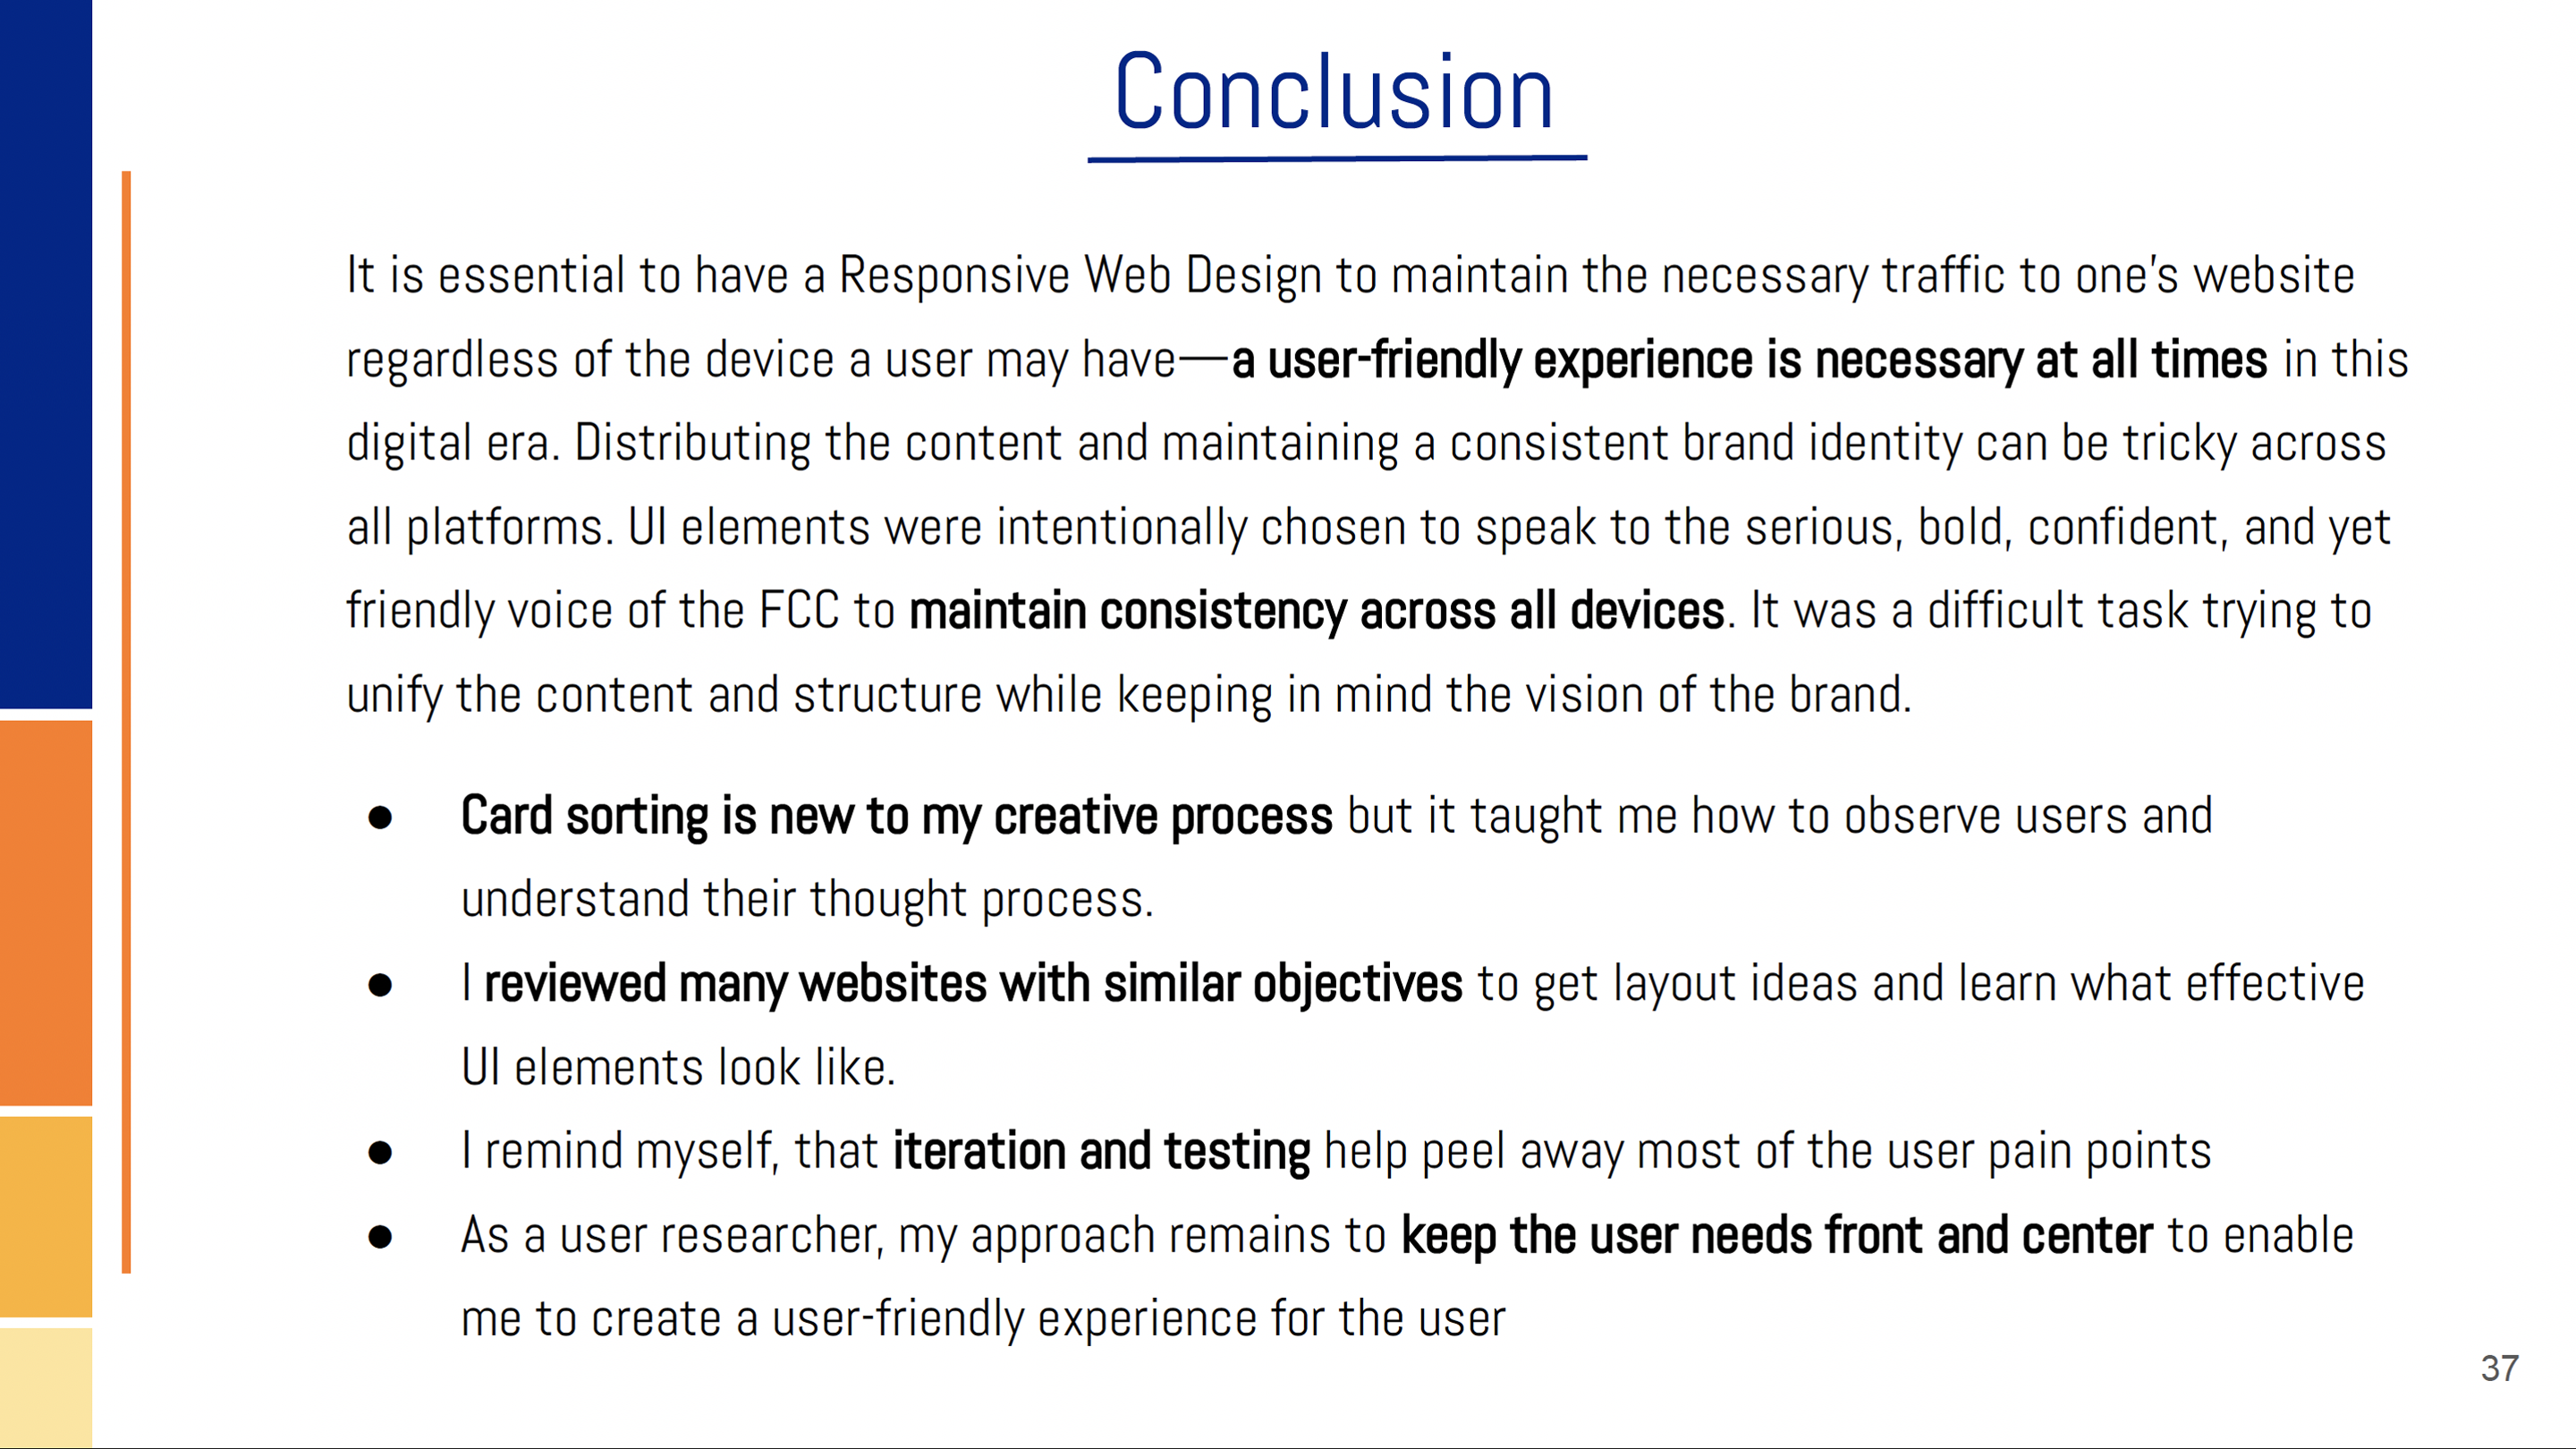 Conclusion
It is essential to have a Responsive Web Design to maintain the necessary traffic to one's website
regardless of the device a user may have—a user-friendly experience is necessary at all times in this
digital era. Distributing the content and maintaining a consistent brand identity can be tricky across
all platforms. UI elements were intentionally chosen to speak to the serious, bold, confident, and yet
friendly voice of the FCC to maintain consistency across all devices. It was a difficult task trying to
unify the content and structure while keeping in mind the vision of the brand.
● Card sorting is new to my creative process but it taught me how to observe users and
understand their thought process.
● I reviewed many websites with similar objectives to get layout ideas and learn what effective
UI elements look like.
● I remind myself, that iteration and testing help peel away most of the user pain points
● As a user researcher, my approach remains to keep the user needs front and center to enable
me to create a user-friendly experience for the user
37